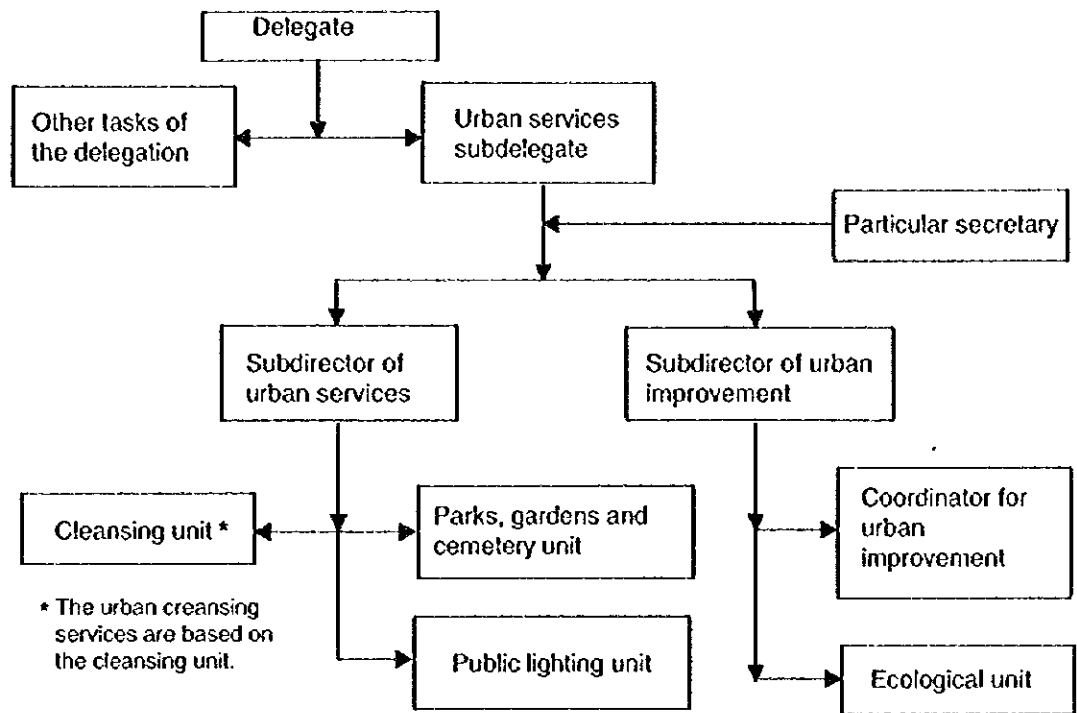 Delegate
Other tasks of
the delegation
Urban services
subdelegate
Particular secretary
Subdirector of
urban services
Subdirector of urban
improvement
Cleansing unit *
Parks, gardens and
cemetery unit
Coordinator for
urban
improvement
* The urban creansing
services are based on
the cleansing unit.
Public lighting unit
Ecological unit